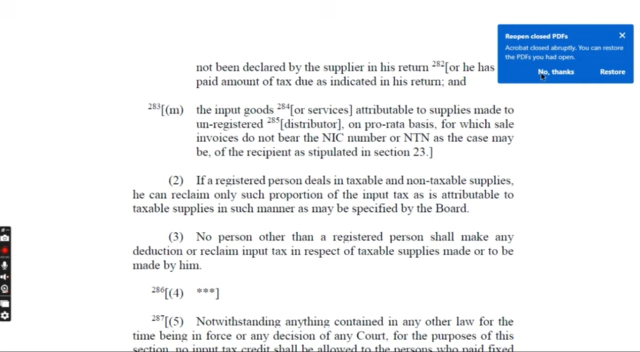 Reopen closed PDFs
Acrobat closed abruptly. You can restore
the PDFs you had open.
No, thanks
Restore
not been declared by the supplier in his return 282[or he has
paid amount of tax due as indicated in his return; and
283[(m) the input goods 284[or services] attributable to supplies made to
un-registered 285[distributor], on pro-rata basis, for which sale
invoices do not bear the NIC number or NTN as the case may
be, of the recipient as stipulated in section 23.]
(2) If a registered person deals in taxable and non-taxable supplies,
he can reclaim only such proportion of the input tax as is attributable to
taxable supplies in such manner as may be specified by the Board.
(3) No person other than a registered person shall make any
deduction or reclaim input tax in respect of taxable supplies made or to be
made by him.
286[(4) ***]
287[(5) Notwithstanding anything contained in any other law for the
time being in force or any decision of any Court, for the purposes of this
section, no input tax credit shall be allowed to the persons who paid fixed